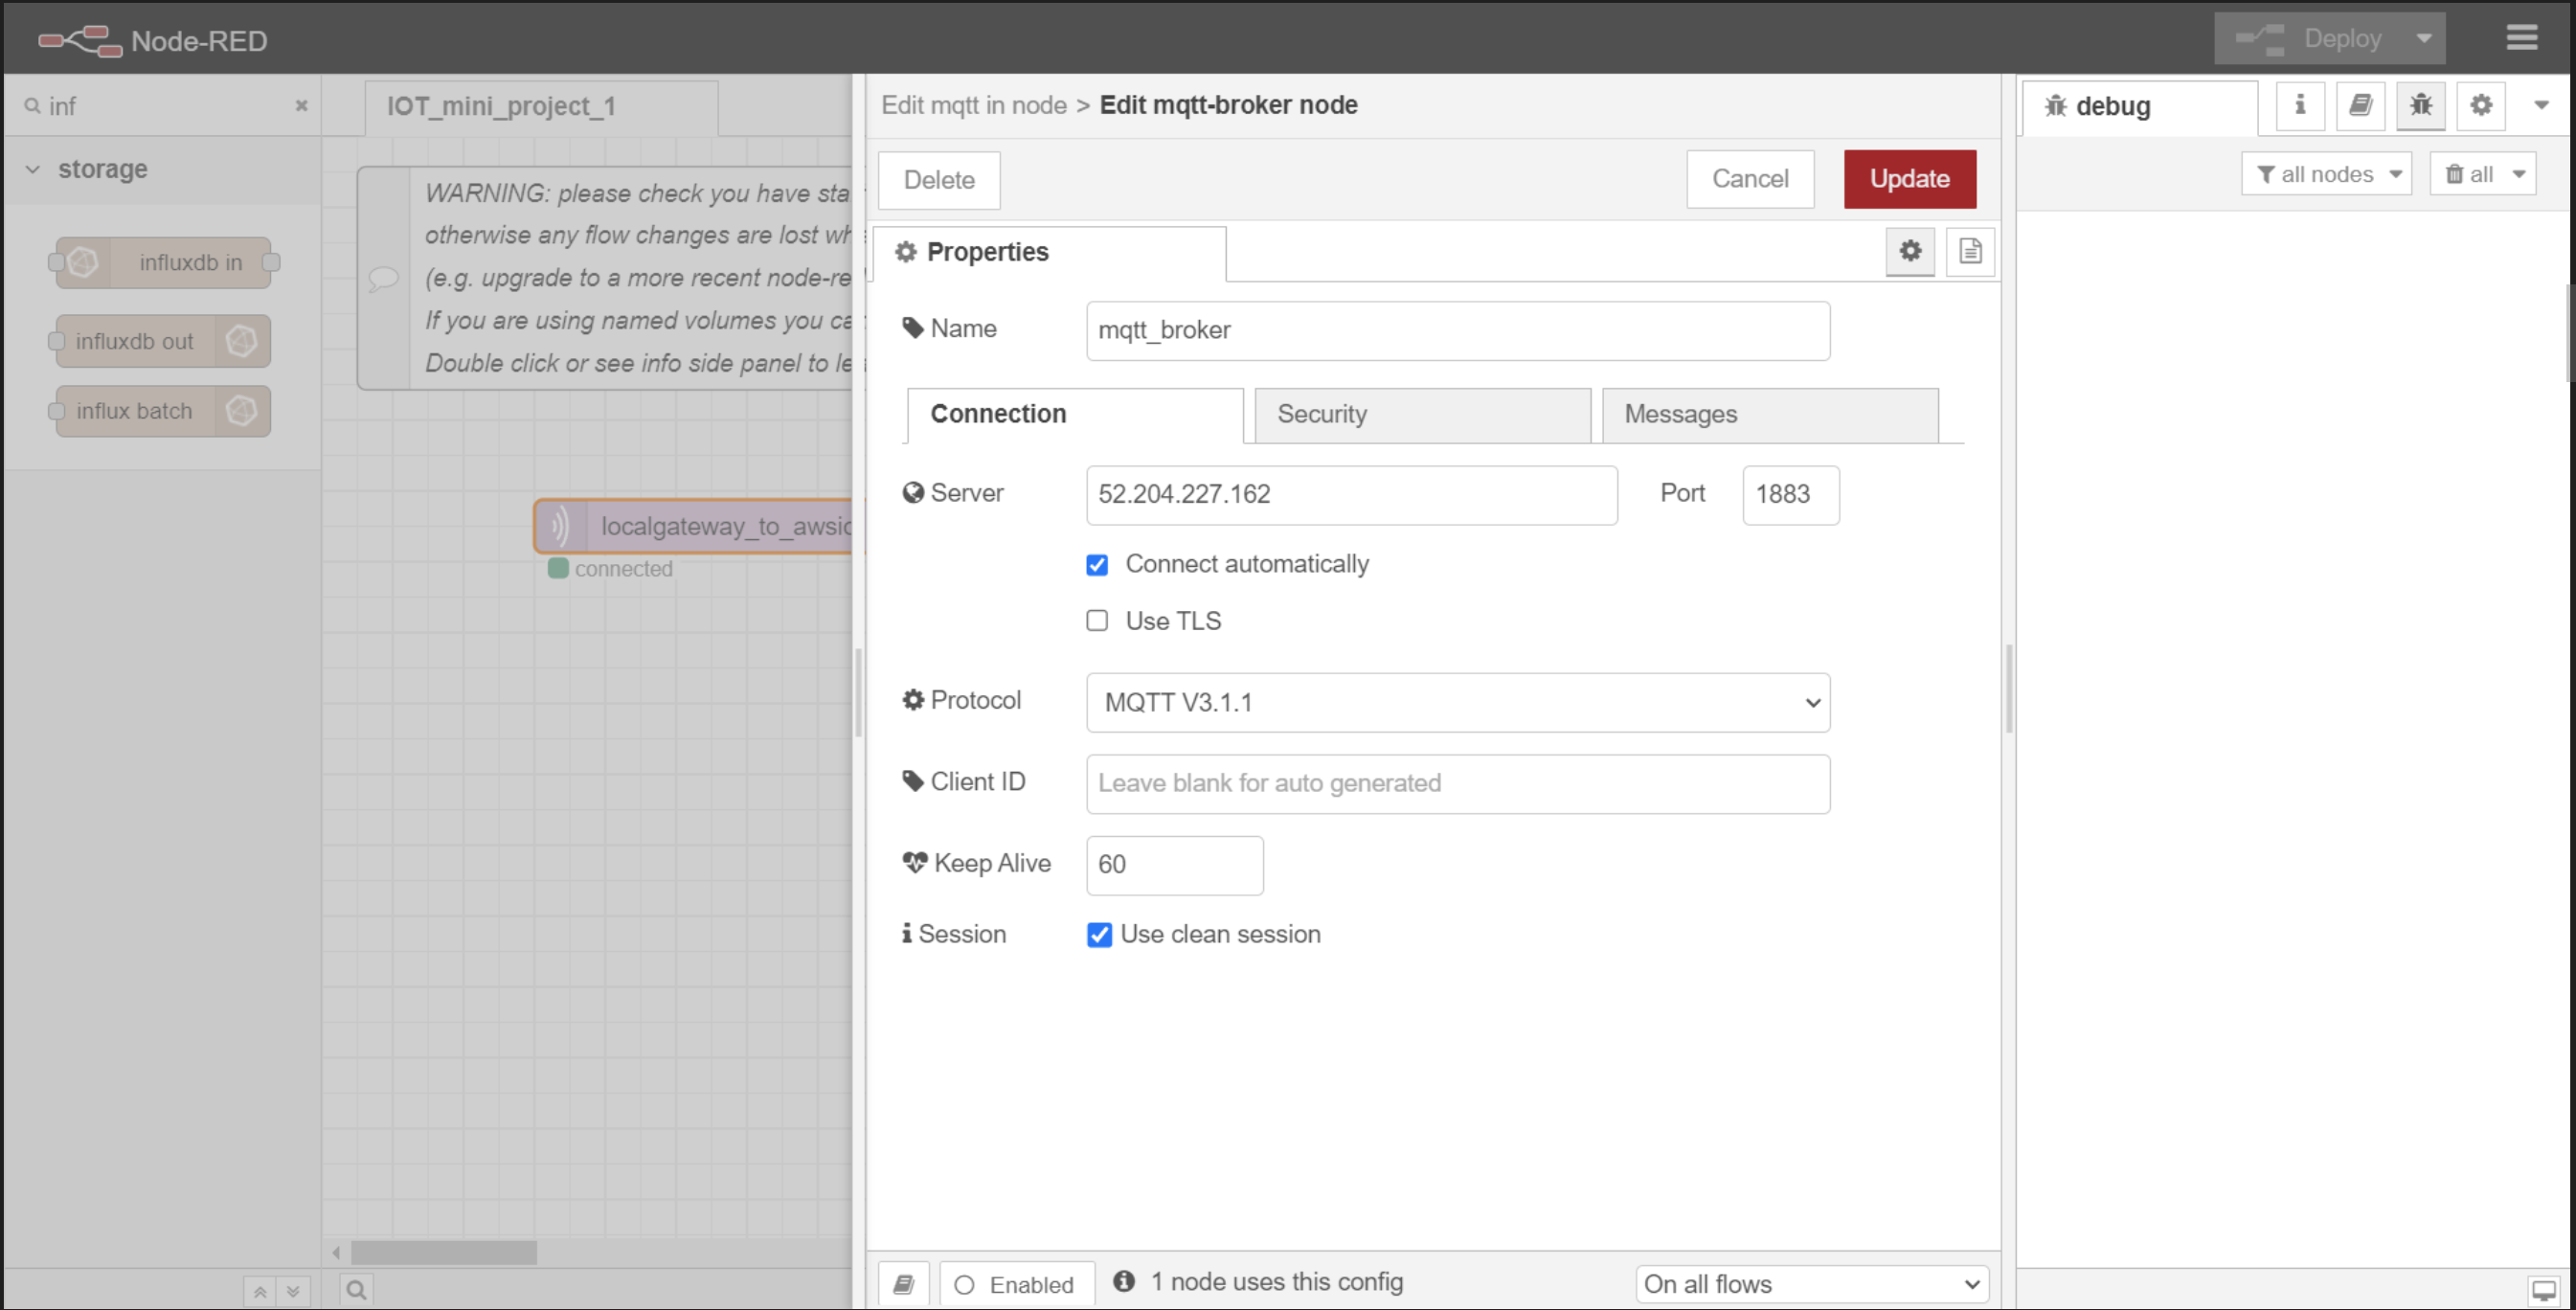 Node-RED
Deploy
inf
storage
influxdb in
influxdb out
influx batch
IOT_mini_project_1
WARNING: please check you have sta
otherwise any flow changes are lost wh
(e.g. upgrade to a more recent node-re
If you are using named volumes you ca
Double click or see info side panel to le
localgateway_to_awsio
connected
Edit mqtt in node > Edit mqtt-broker node
Delete
Cancel
Update
Properties
Name
mqtt_broker
Connection
Security
Messages
Server
52.204.227.162
Port
1883
Connect automatically
Use TLS
Protocol
MQTT V3.1.1
Client ID
Leave blank for auto generated
Keep Alive
60
Session
Use clean session
Enabled
1 node uses this config
On all flows
debug
all nodes
all